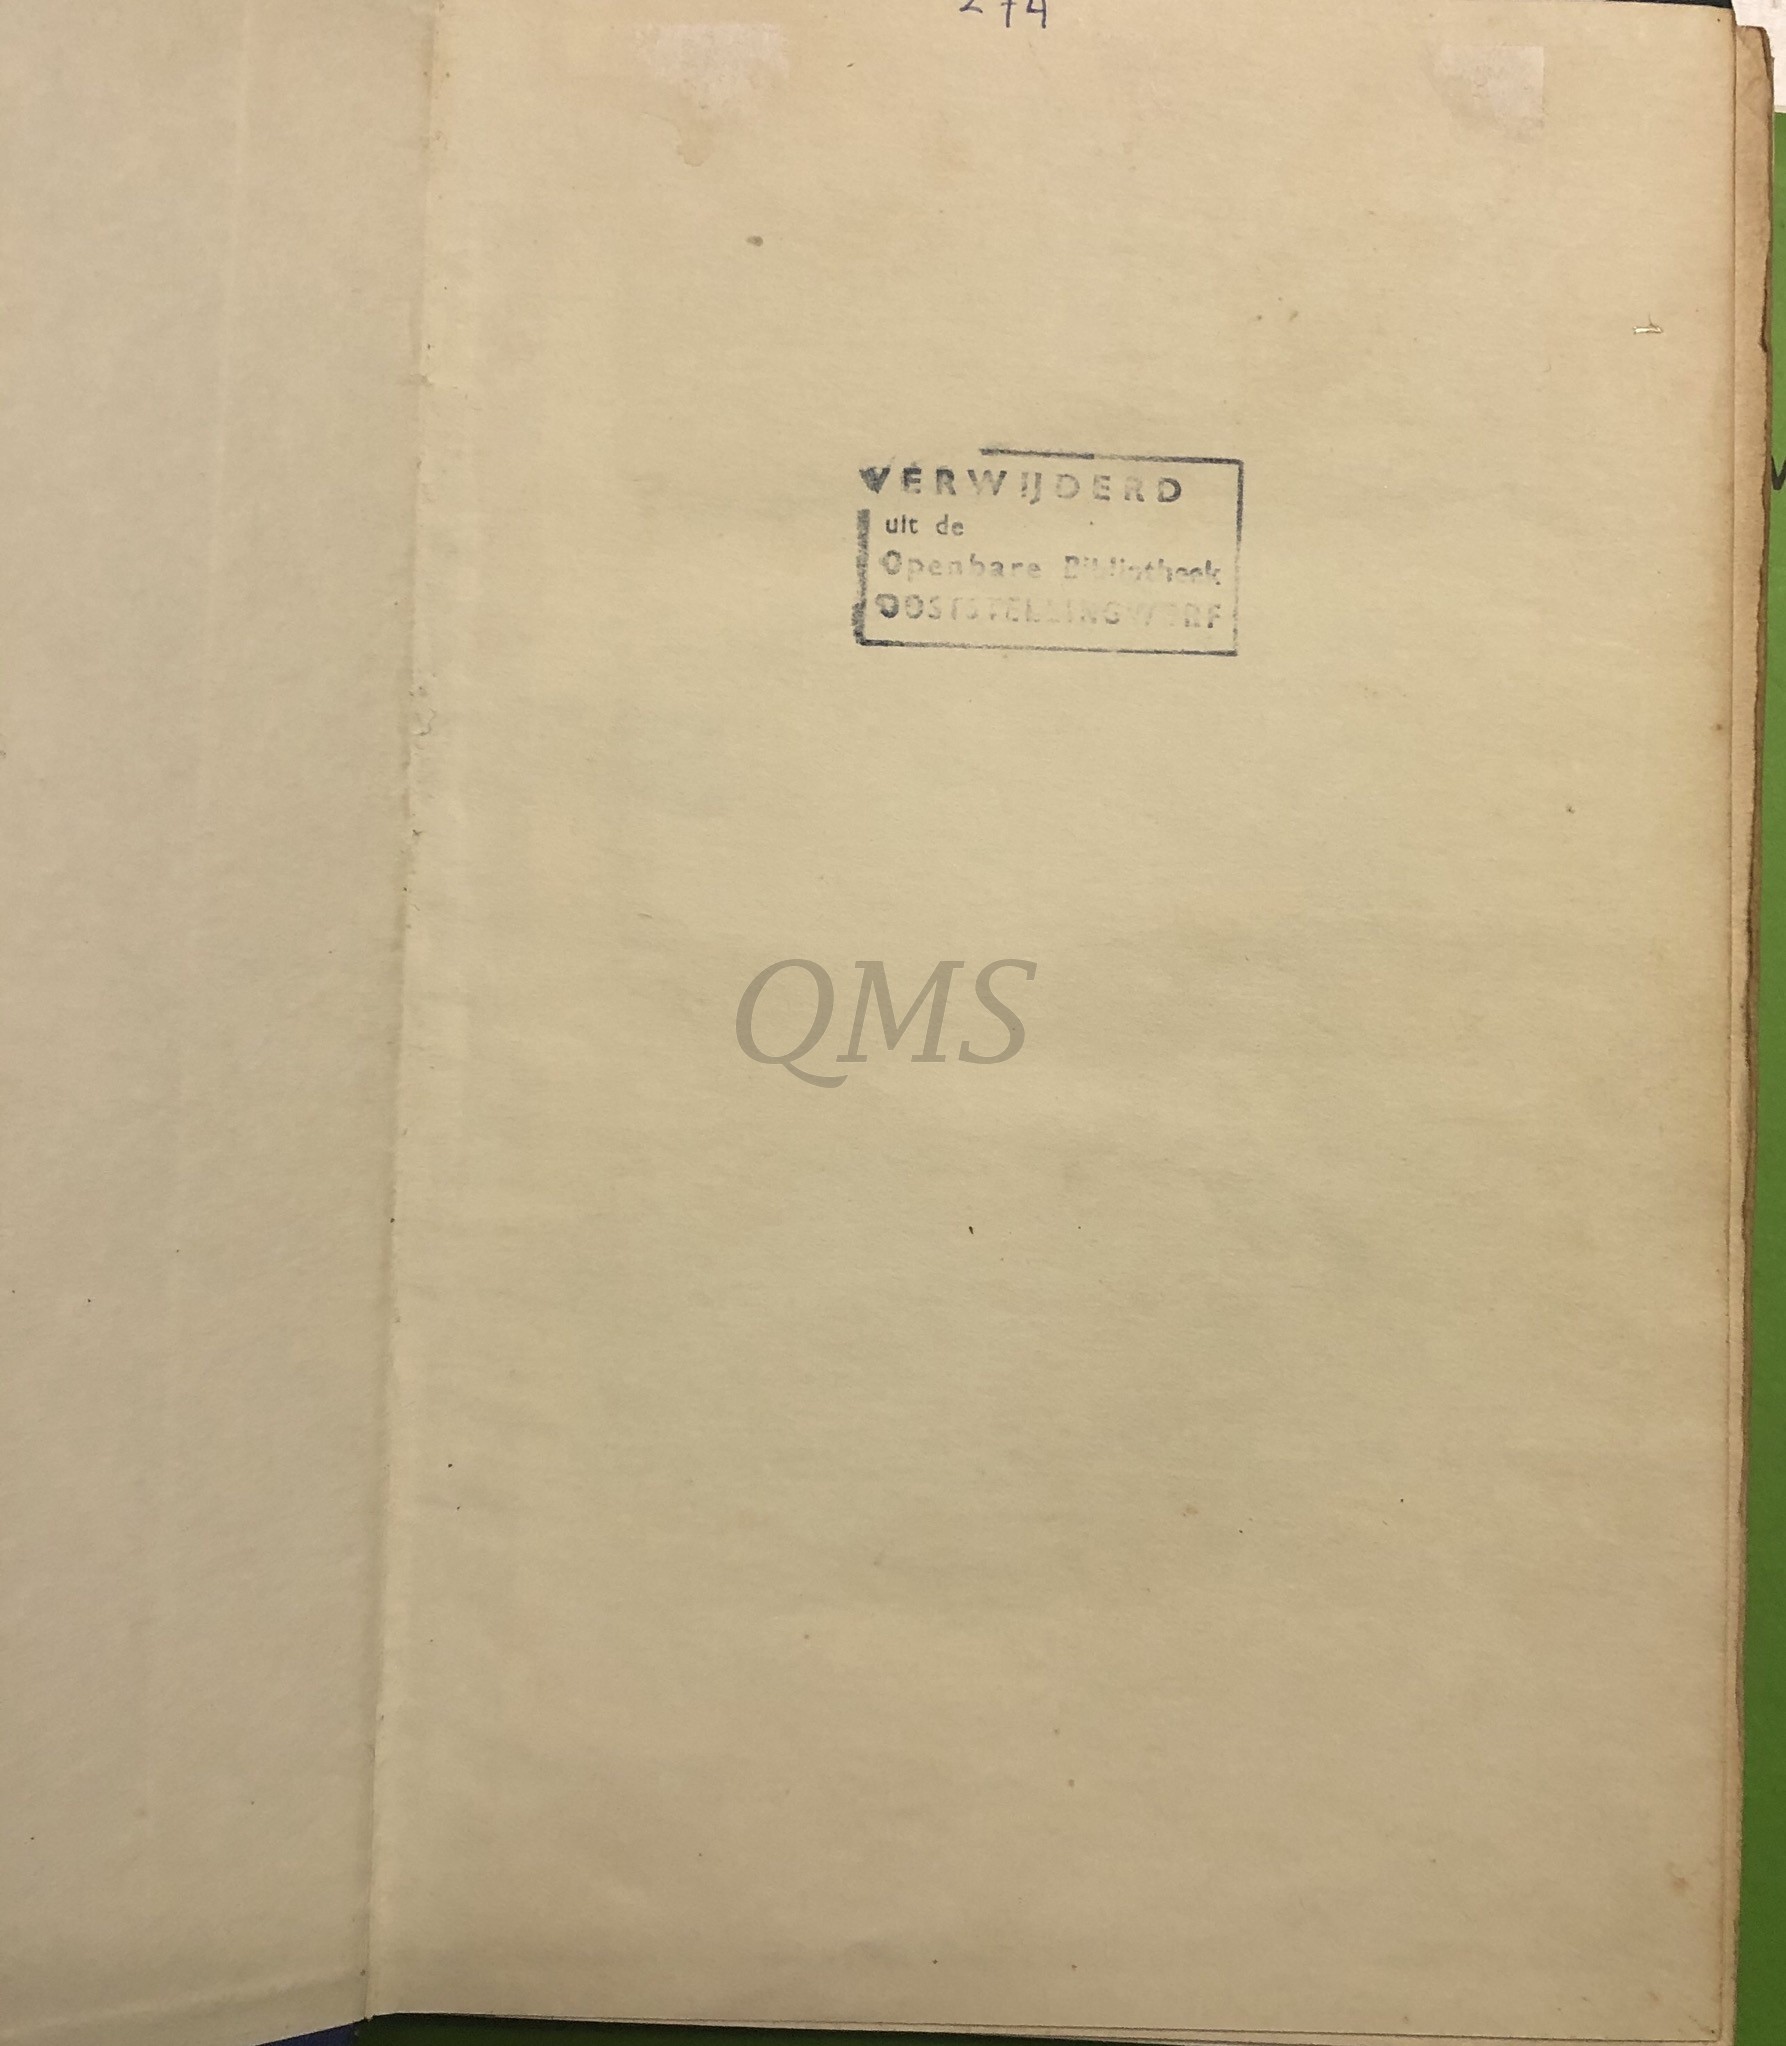 274
VERWIJDERD
uit de
Openbare Bibliotheek
OOSTSTELLINGWERF
QMS